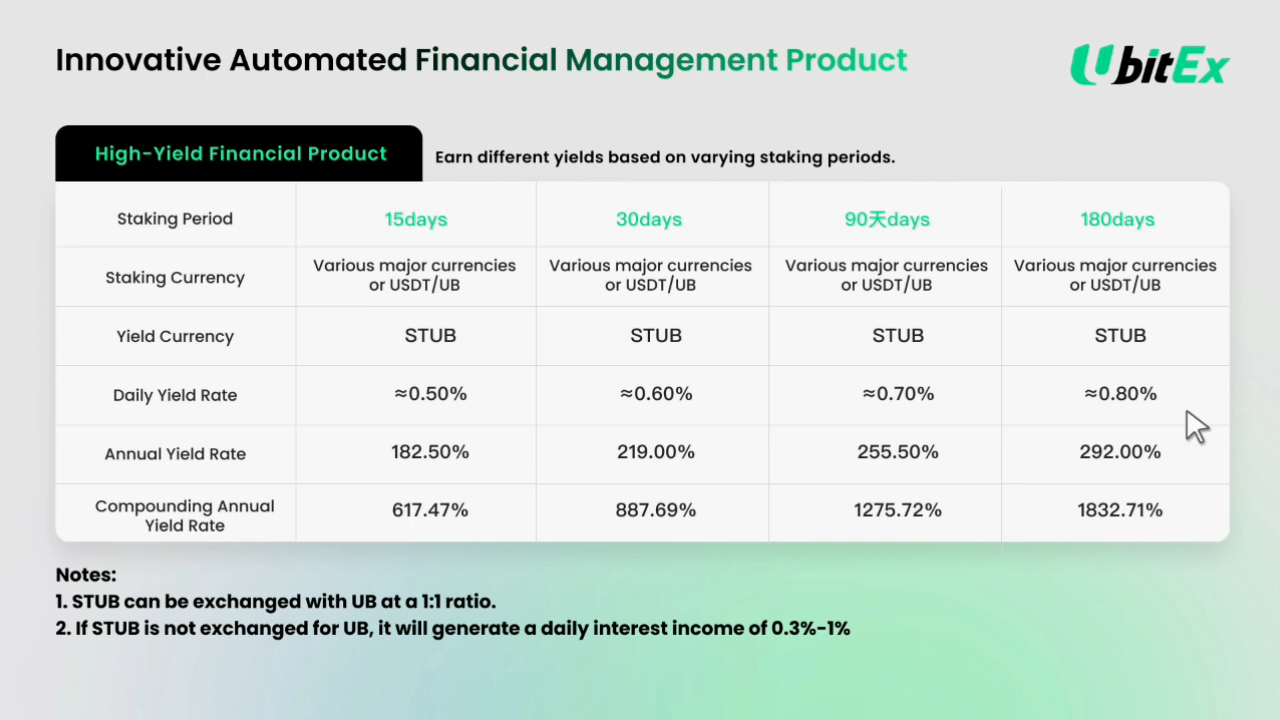 Innovative Automated Financial Management Product
UbitEx
High-Yield Financial Product
Earn different yields based on varying staking periods.
Staking Period 15days 30days 90天days 180days
Staking Currency Various major currencies or USDT/UB Various major currencies or USDT/UB Various major currencies or USDT/UB Various major currencies or USDT/UB
Yield Currency STUB STUB STUB STUB
Daily Yield Rate ≈0.50% ≈0.60% ≈0.70% ≈0.80%
Annual Yield Rate 182.50% 219.00% 255.50% 292.00%
Compounding Annual Yield Rate 617.47% 887.69% 1275.72% 1832.71%
Notes:
1. STUB can be exchanged with UB at a 1:1 ratio.
2. If STUB is not exchanged for UB, it will generate a daily interest income of 0.3%-1%